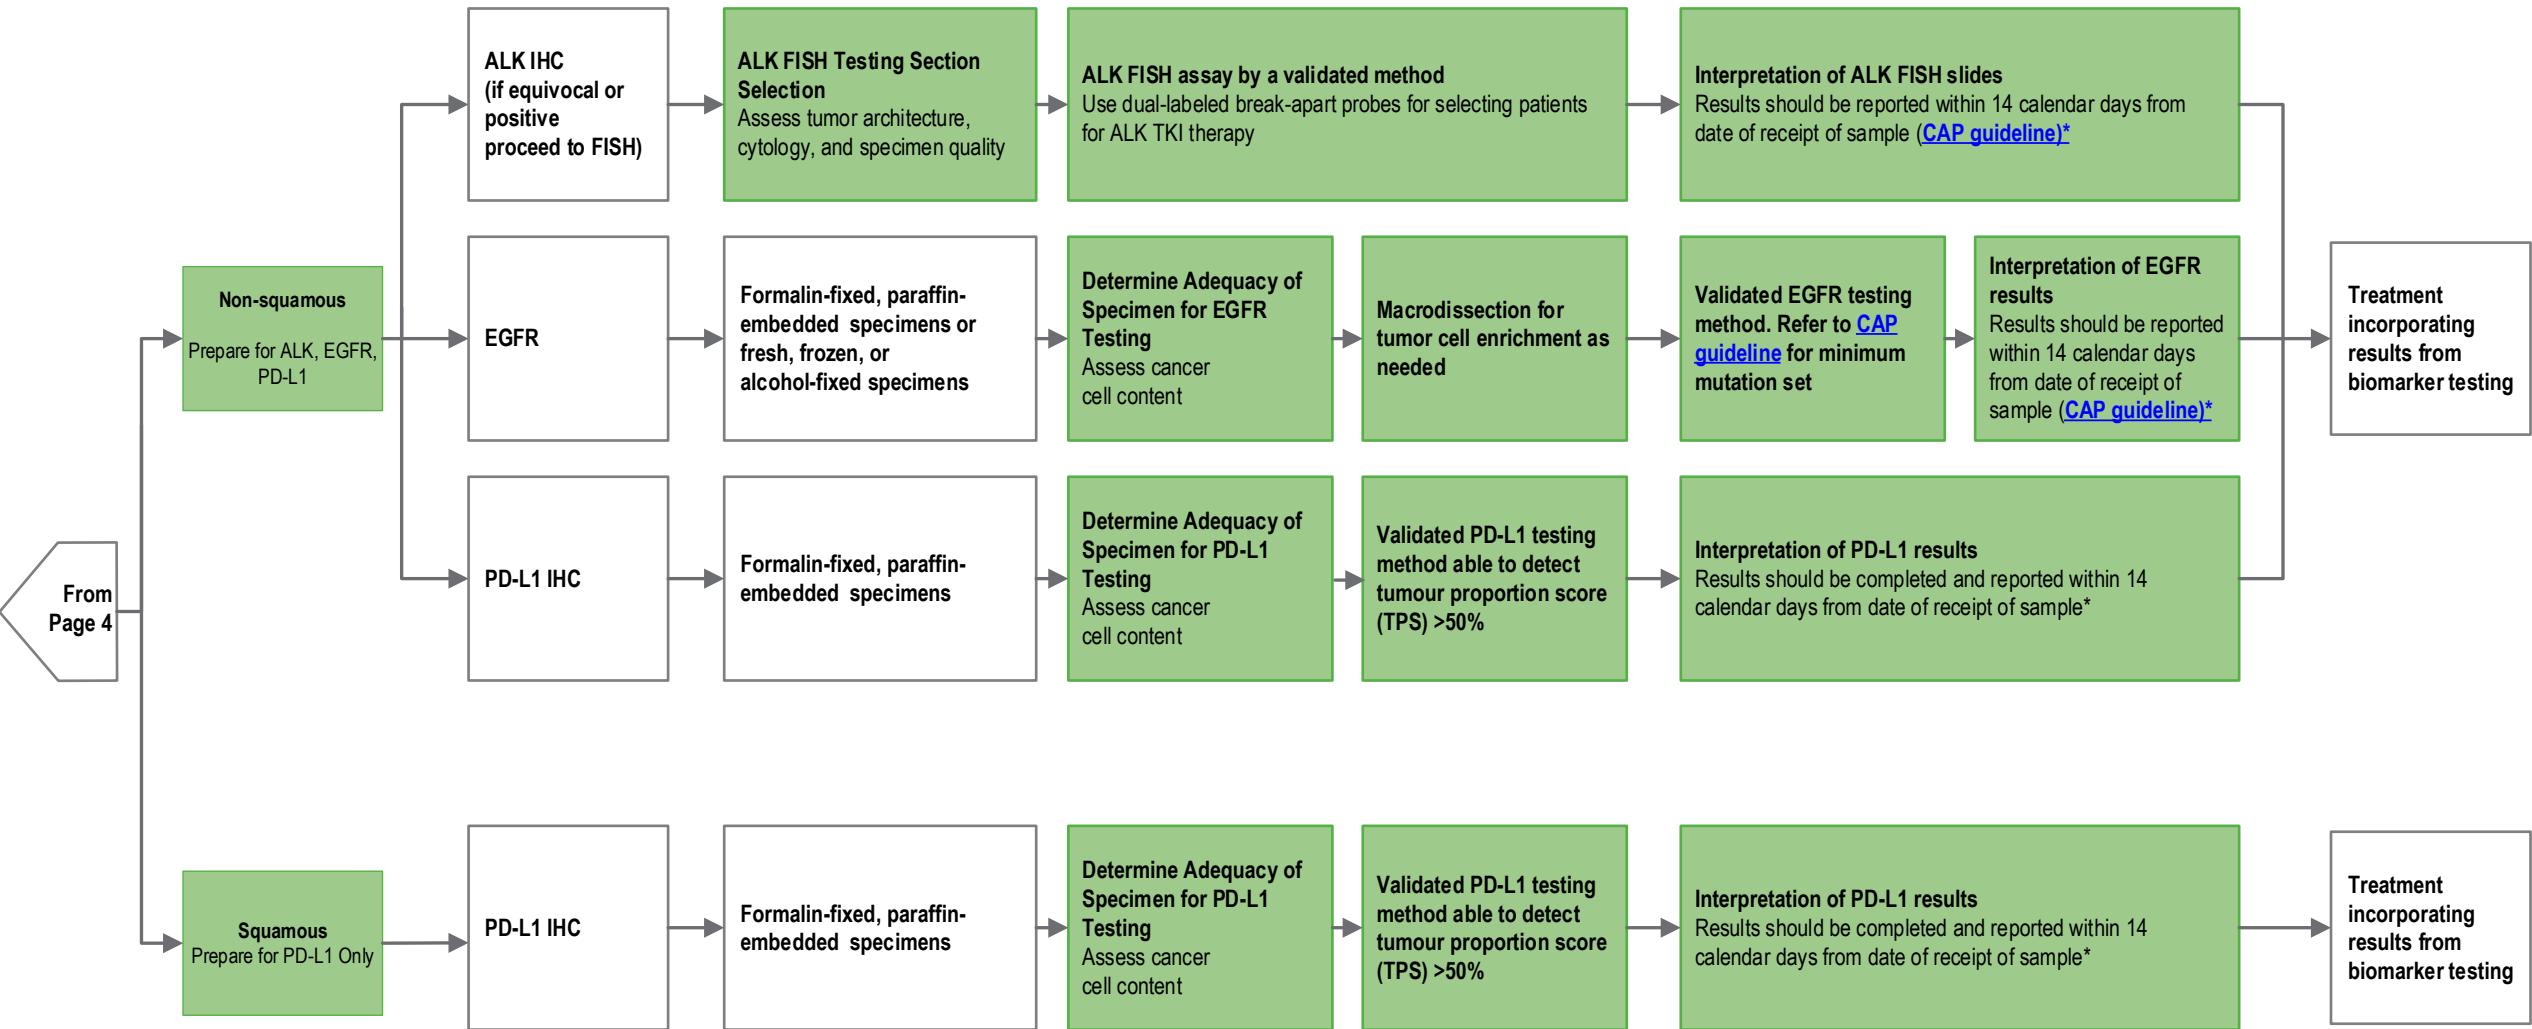 From
Page 4
Non-squamous
Prepare for ALK, EGFR,
PD-L1
ALK IHC
(if equivocal or
positive
proceed to FISH)
ALK FISH Testing Section
Selection
Assess tumor architecture,
cytology, and specimen quality
ALK FISH assay by a validated method
Use dual-labeled break-apart probes for selecting patients
for ALK TKI therapy
Interpretation of ALK FISH slides
Results should be reported within 14 calendar days from
date of receipt of sample (CAP guideline)*
EGFR
Formalin-fixed, paraffin-
embedded specimens or
fresh, frozen, or
alcohol-fixed specimens
Determine Adequacy of
Specimen for EGFR
Testing
Assess cancer
cell content
Macrodissection for
tumor cell enrichment as
needed
Validated EGFR testing
method. Refer to CAP
guideline for minimum
mutation set
Interpretation of EGFR
results
Results should be reported
within 14 calendar days
from date of receipt of
sample (CAP guideline)*
Treatment
incorporating
results from
biomarker testing
PD-L1 IHC
Formalin-fixed, paraffin-
embedded specimens
Determine Adequacy of
Specimen for PD-L1
Testing
Assess cancer
cell content
Validated PD-L1 testing
method able to detect
tumour proportion score
(TPS) >50%
Interpretation of PD-L1 results
Results should be completed and reported within 14
calendar days from date of receipt of sample*
Squamous
Prepare for PD-L1 Only
PD-L1 IHC
Formalin-fixed, paraffin-
embedded specimens
Determine Adequacy of
Specimen for PD-L1
Testing
Assess cancer
cell content
Validated PD-L1 testing
method able to detect
tumour proportion score
(TPS) >50%
Interpretation of PD-L1 results
Results should be completed and reported within 14
calendar days from date of receipt of sample*
Treatment
incorporating
results from
biomarker testing